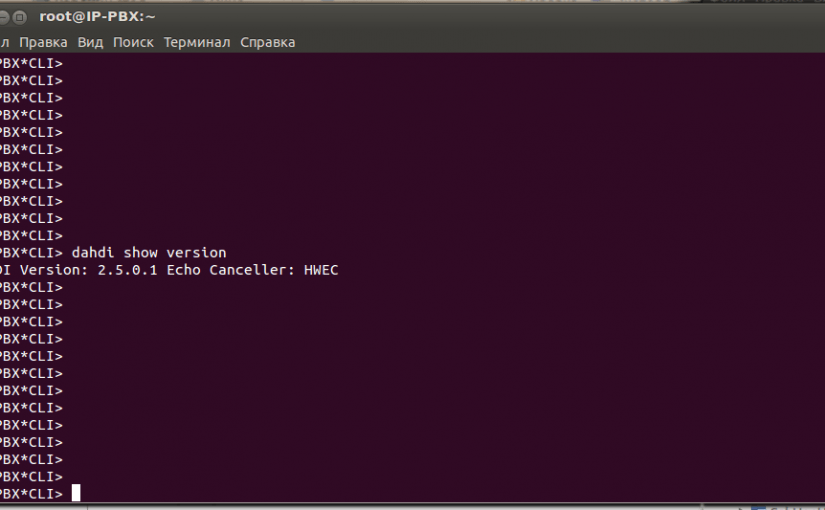 root@IP-PBX:~
л Правка Вид Поиск Терминал Справка
PBX*CLI>
PBX*CLI>
PBX*CLI>
PBX*CLI>
PBX*CLI>
PBX*CLI>
PBX*CLI>
PBX*CLI>
PBX*CLI>
PBX*CLI>
PBX*CLI>
PBX*CLI> dahdi show version
DI Version: 2.5.0.1 Echo Canceller: HWEC
PBX*CLI>
PBX*CLI>
PBX*CLI>
PBX*CLI>
PBX*CLI>
PBX*CLI>
PBX*CLI>
PBX*CLI>
PBX*CLI>
PBX*CLI>
PBX*CLI>
PBX*CLI>
PBX*CLI>